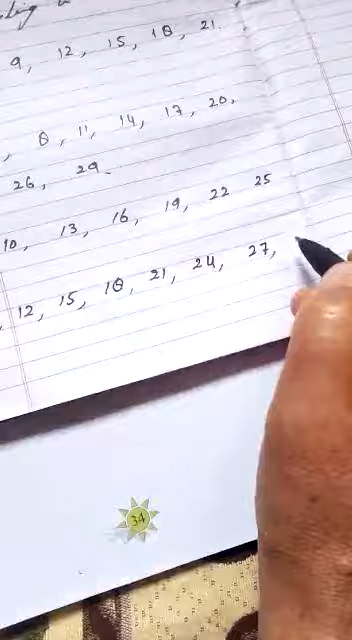 9, 12, 15, 18, 21.
, 8, 11, 14, 17, 20,
26, 29.
10, 13, 16, 19, 22 25
, 12, 15, 18, 21, 24, 27,
34